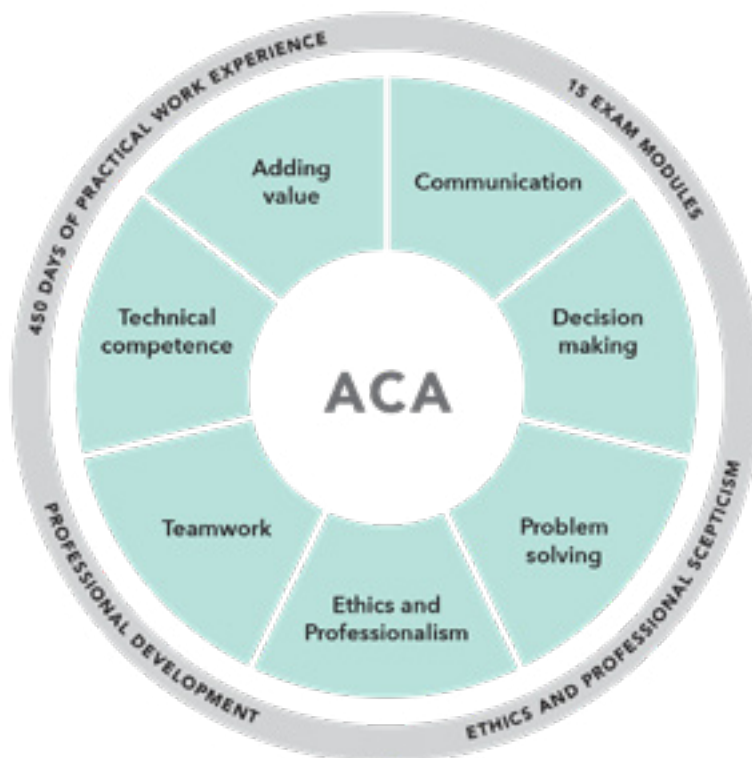 450 DAYS OF PRACTICAL WORK EXPERIENCE
15 EXAM MODULES
Adding
value
Communication
Technical
competence
Decision
making
ACA
Teamwork
Problem
solving
Ethics and
Professionalism
PROFESSIONAL DEVELOPMENT
ETHICS AND PROFESSIONAL SCEPTICISM